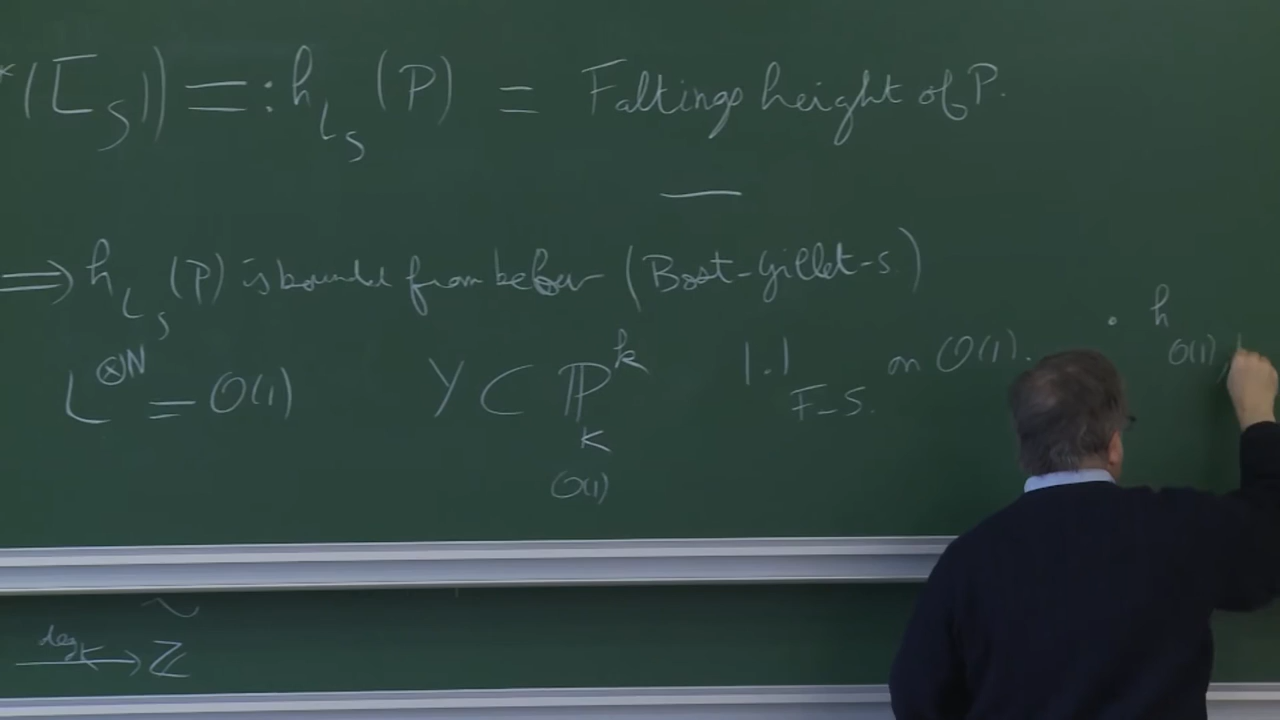 *(L_S)) =: h_{L_S}(P) = Faltings height of P.
⟹ h_{L_S}(P) is bounded from below (Bost-Gillet-S.)
L^{⊗N} = O(1) Y ⊂ ℙ^k_K O(1) |.|_{F-S.} on O(1). • h_{O(1),
deg_K ⟶ ℤ